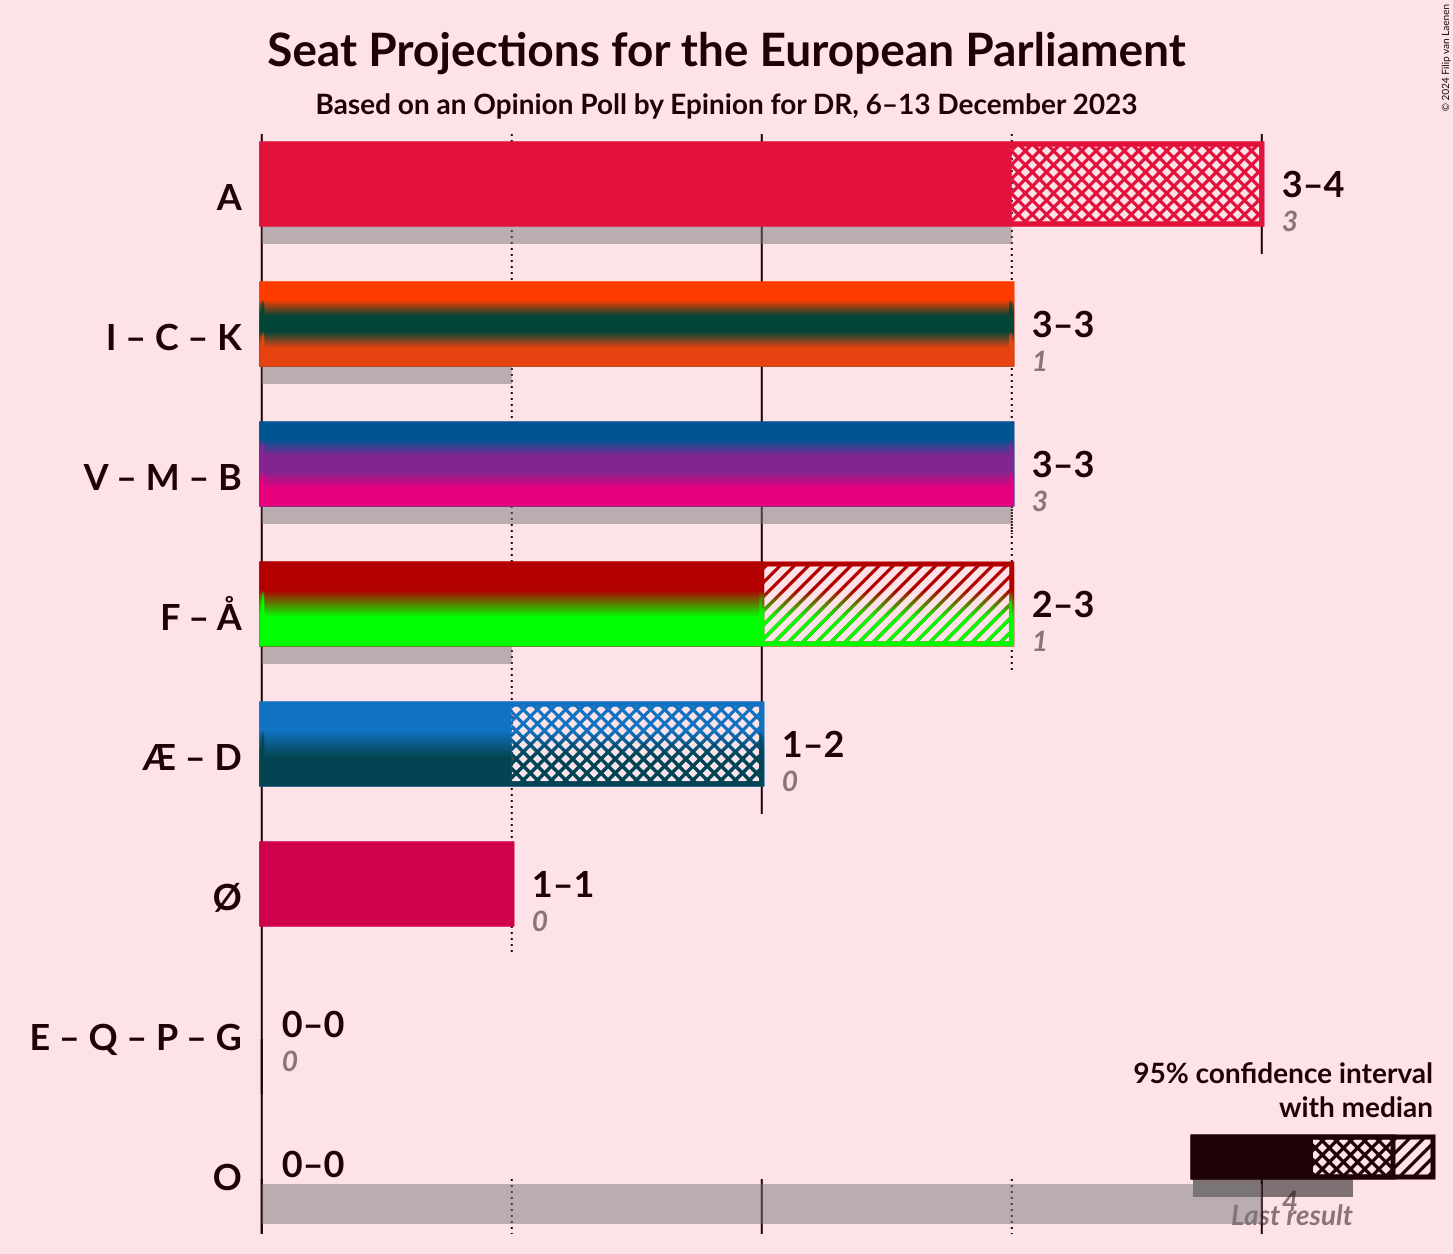 Seat Projections for the European Parliament
Based on an Opinion Poll by Epinion for DR, 6–13 December 2023
© 2024 Filip van Laenen
A
3–4
3
I – C – K
3–3
1
V – M – B
3–3
3
F – Å
2–3
1
Æ – D
1–2
0
Ø
1–1
0
E – Q – P – G
0–0
0
O
0–0
4
95% confidence interval
with median
Last result